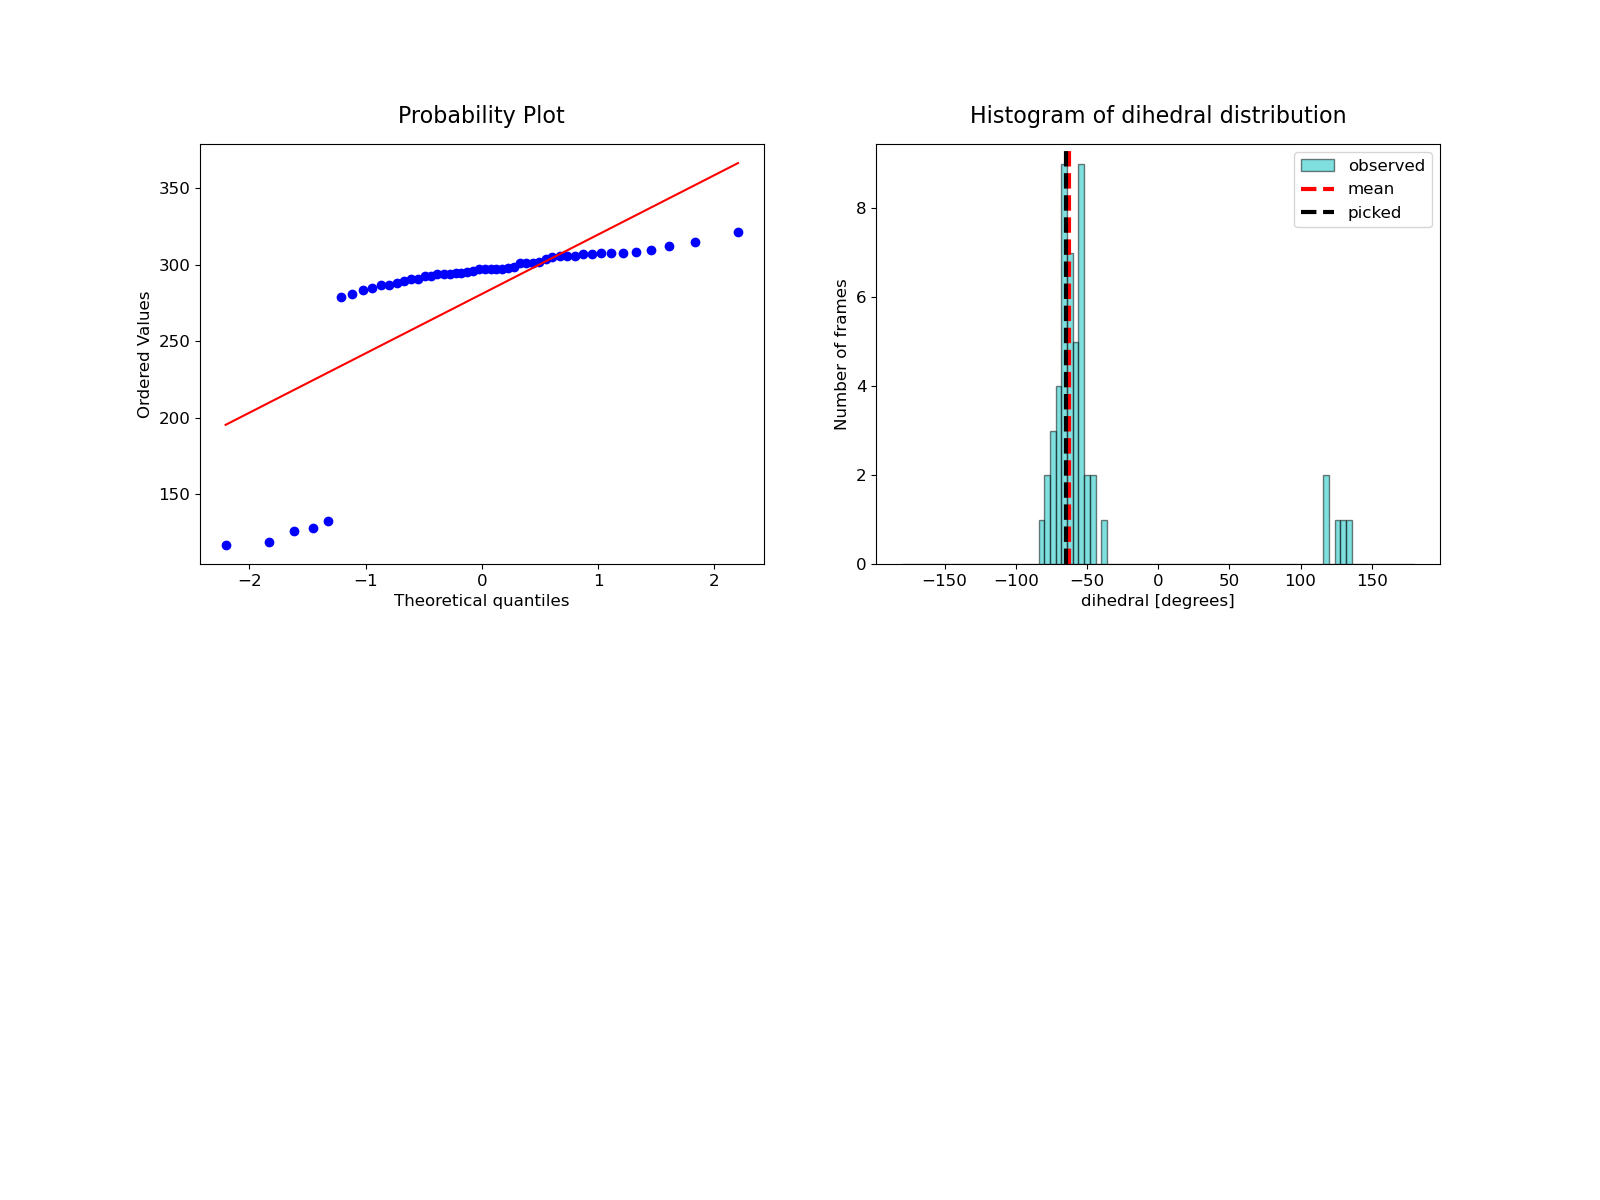 Probability Plot
Ordered Values
350
300
250
200
150
−2
−1
0
1
2
Theoretical quantiles
Histogram of dihedral distribution
Number of frames
8
6
4
2
0
observed
mean
picked
−150
−100
−50
0
50
100
150
dihedral [degrees]